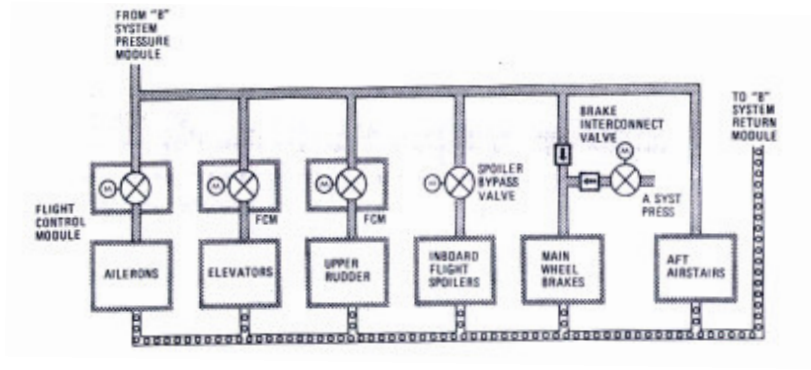 FROM "B"
SYSTEM
PRESSURE
MODULE
TO "B"
SYSTEM
RETURN
MODULE
BRAKE
INTERCONNECT
VALVE
M
M
M
M
M
SPOILER
BYPASS
VALVE
A SYST
PRESS
FLIGHT
CONTROL
MODULE
FCM
FCM
AILERONS
ELEVATORS
UPPER
RUDDER
INBOARD
FLIGHT
SPOILERS
MAIN
WHEEL
BRAKES
AFT
AIRSTAIRS